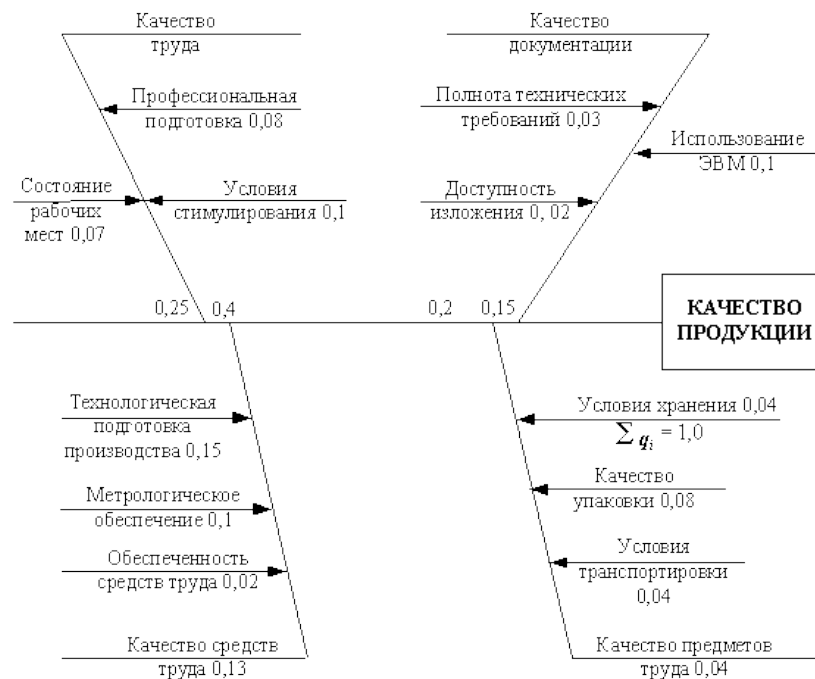 Качество
труда
Качество
документации
Профессиональная
подготовка 0,08
Полнота технических
требований 0,03
Использование
ЭВМ 0,1
Состояние
рабочих
мест 0,07
Условия
стимулирования 0,1
Доступность
изложения 0, 02
0,25
0,4
0,2
0,15
КАЧЕСТВО
ПРОДУКЦИИ
Технологическая
подготовка
производства 0,15
Условия хранения 0,04
∑ qᵢ = 1,0
Метрологическое
обеспечение 0,1
Качество
упаковки 0,08
Обеспеченность
средств труда 0,02
Условия
транспортировки
0,04
Качество средств
труда 0,13
Качество предметов
труда 0,04